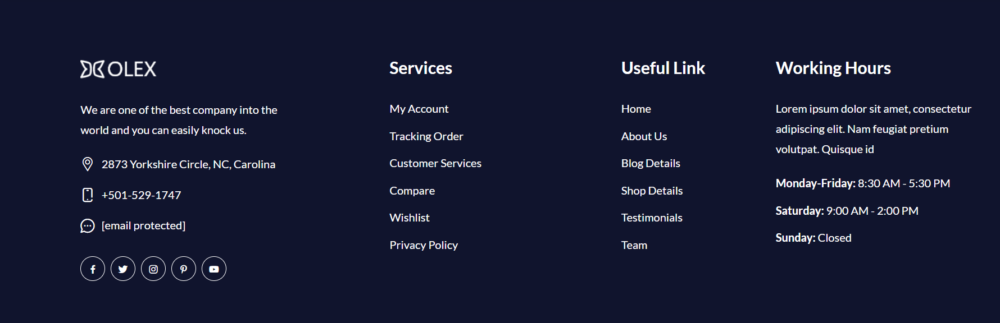 OLEX
We are one of the best company into the
world and you can easily knock us.
2873 Yorkshire Circle, NC, Carolina
+501-529-1747
[email protected]
Services
My Account
Tracking Order
Customer Services
Compare
Wishlist
Privacy Policy
Useful Link
Home
About Us
Blog Details
Shop Details
Testimonials
Team
Working Hours
Lorem ipsum dolor sit amet, consectetur
adipiscing elit. Nam feugiat pretium
volutpat. Quisque id
Monday-Friday: 8:30 AM - 5:30 PM
Saturday: 9:00 AM - 2:00 PM
Sunday: Closed